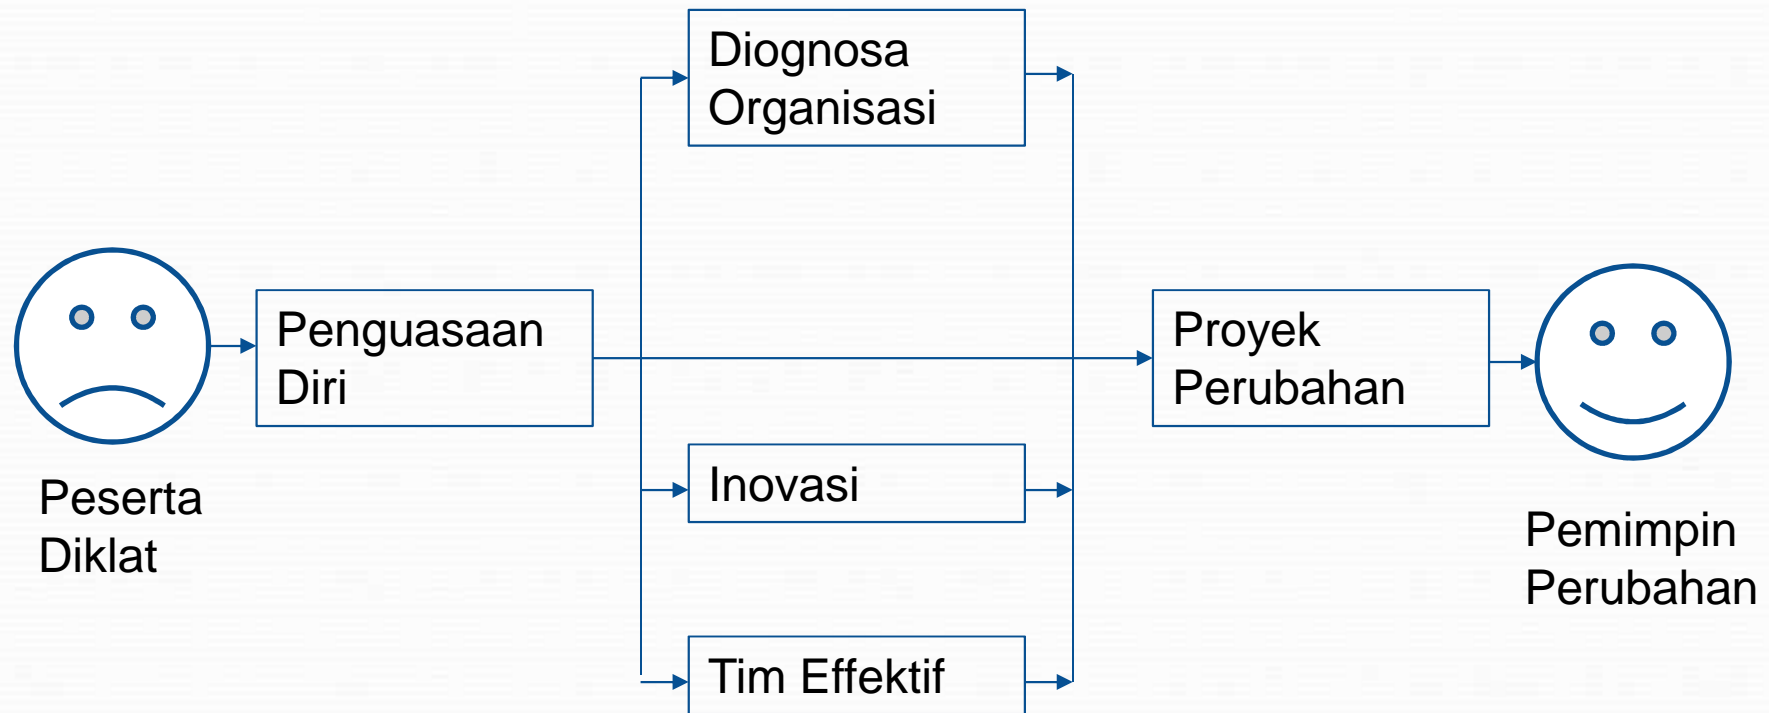 Peserta
Diklat
Penguasaan
Diri
Diognosa
Organisasi
Inovasi
Tim Effektif
Proyek
Perubahan
Pemimpin
Perubahan